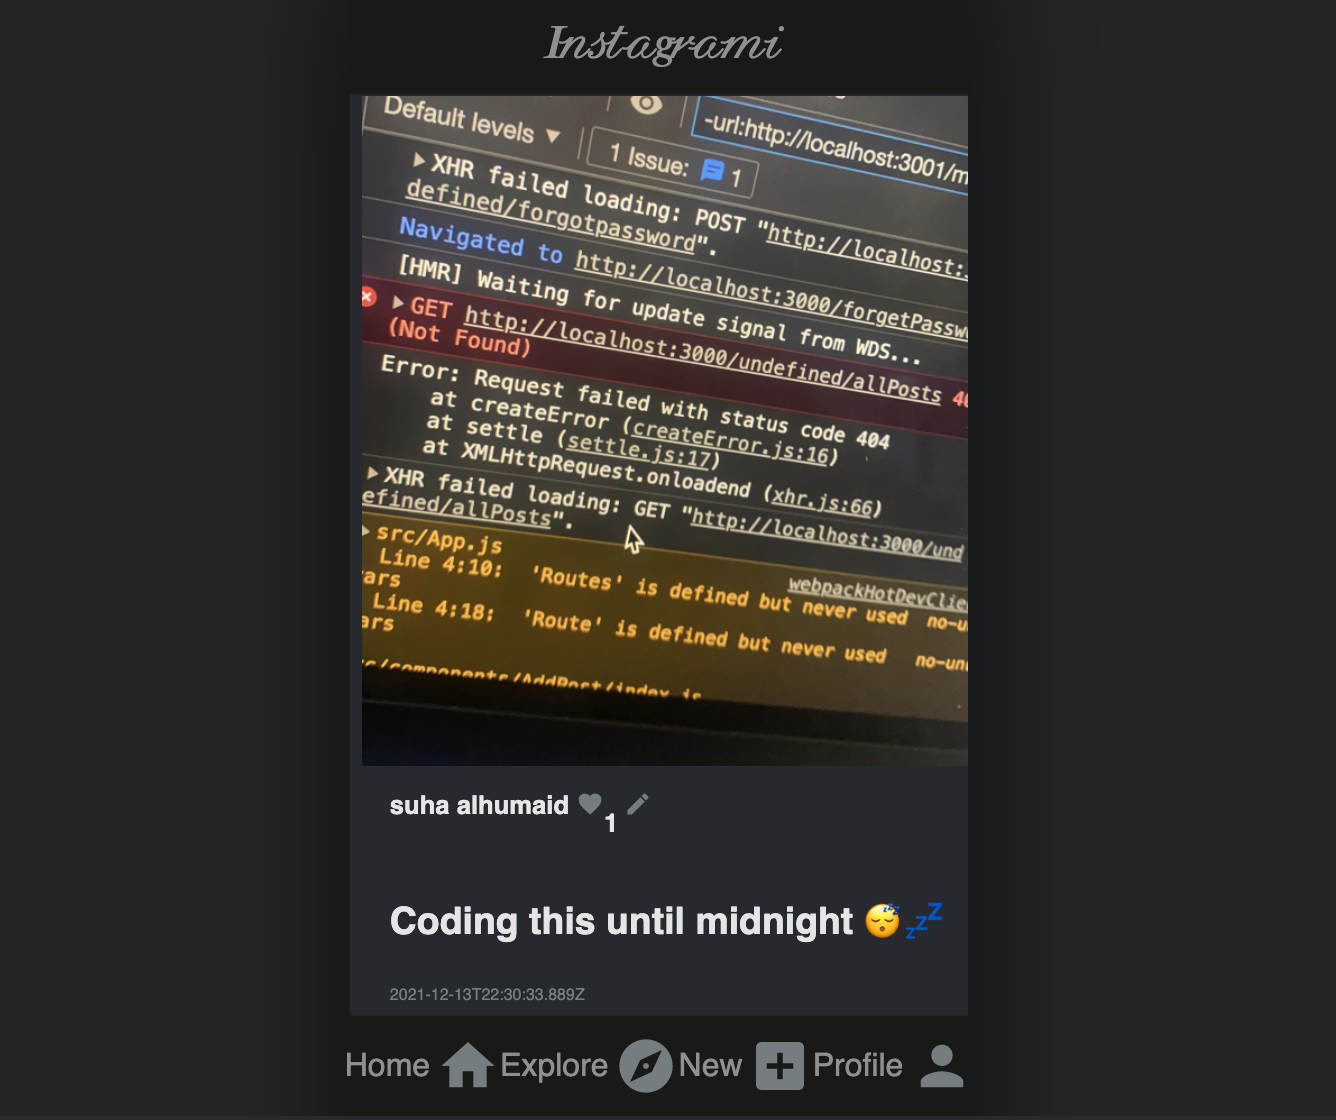 Instagrami
Default levels ▼
-url:http://localhost:3001/m
1 Issue: 1
XHR failed loading: POST "http://localhost:
defined/forgotpassword".
Navigated to http://localhost:3000/forgetPassw
[HMR] Waiting for update signal from WDS...
GET http://localhost:3000/undefined/allPosts 40
(Not Found)
Error: Request failed with status code 404
at createError (createError.js:16)
at settle (settle.js:17)
at XMLHttpRequest.onloadend (xhr.js:66)
XHR failed loading: GET "http://localhost:3000/und
efined/allPosts".
src/App.js
webpackHotDevClie
Line 4:10: 'Routes' is defined but never used no-u
ars
Line 4:18: 'Route' is defined but never used no-un
ars
c/components/AddPost/index.js
suha alhumaid
1
Coding this until midnight 😴💤
2021-12-13T22:30:33.889Z
Home Explore New Profile